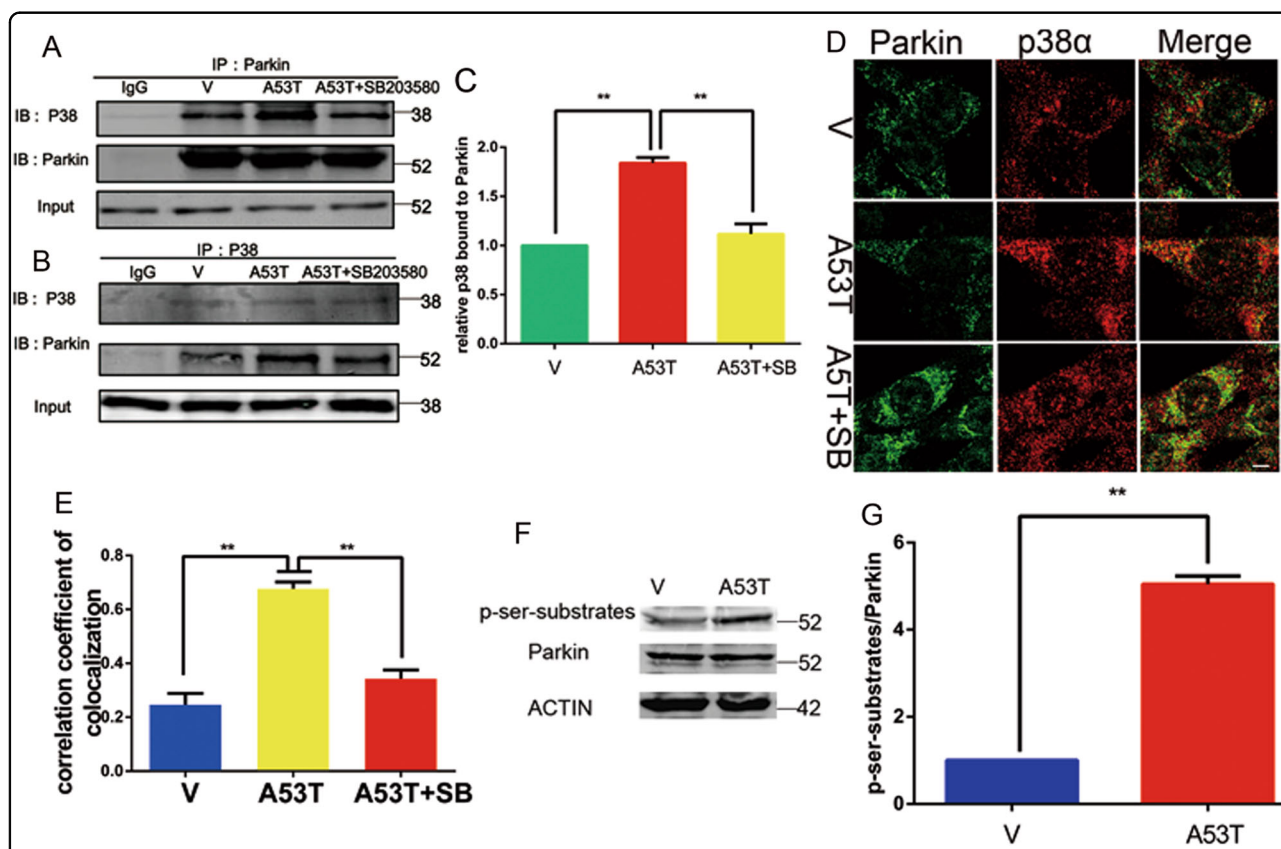 A
IP : Parkin
IgG V A53T A53T+SB203580
IB : P38 38
IB : Parkin 52
Input 52
B
IP : P38
IgG V A53T A53T+SB203580
IB : P38 38
IB : Parkin 52
Input 38
C
** **
relative p38 bound to Parkin
2.0
1.5
1.0
0.5
0.0
V A53T A53T+SB
D
Parkin p38α Merge
V
A53T
A5T+SB
E
** **
correlation coefficient of
colocalization
0.8
0.6
0.4
0.2
0.0
V A53T A53T+SB
F
V A53T
p-ser-substrates 52
Parkin 52
ACTIN 42
G
**
p-ser-substrates/Parkin
6
4
2
0
V A53T